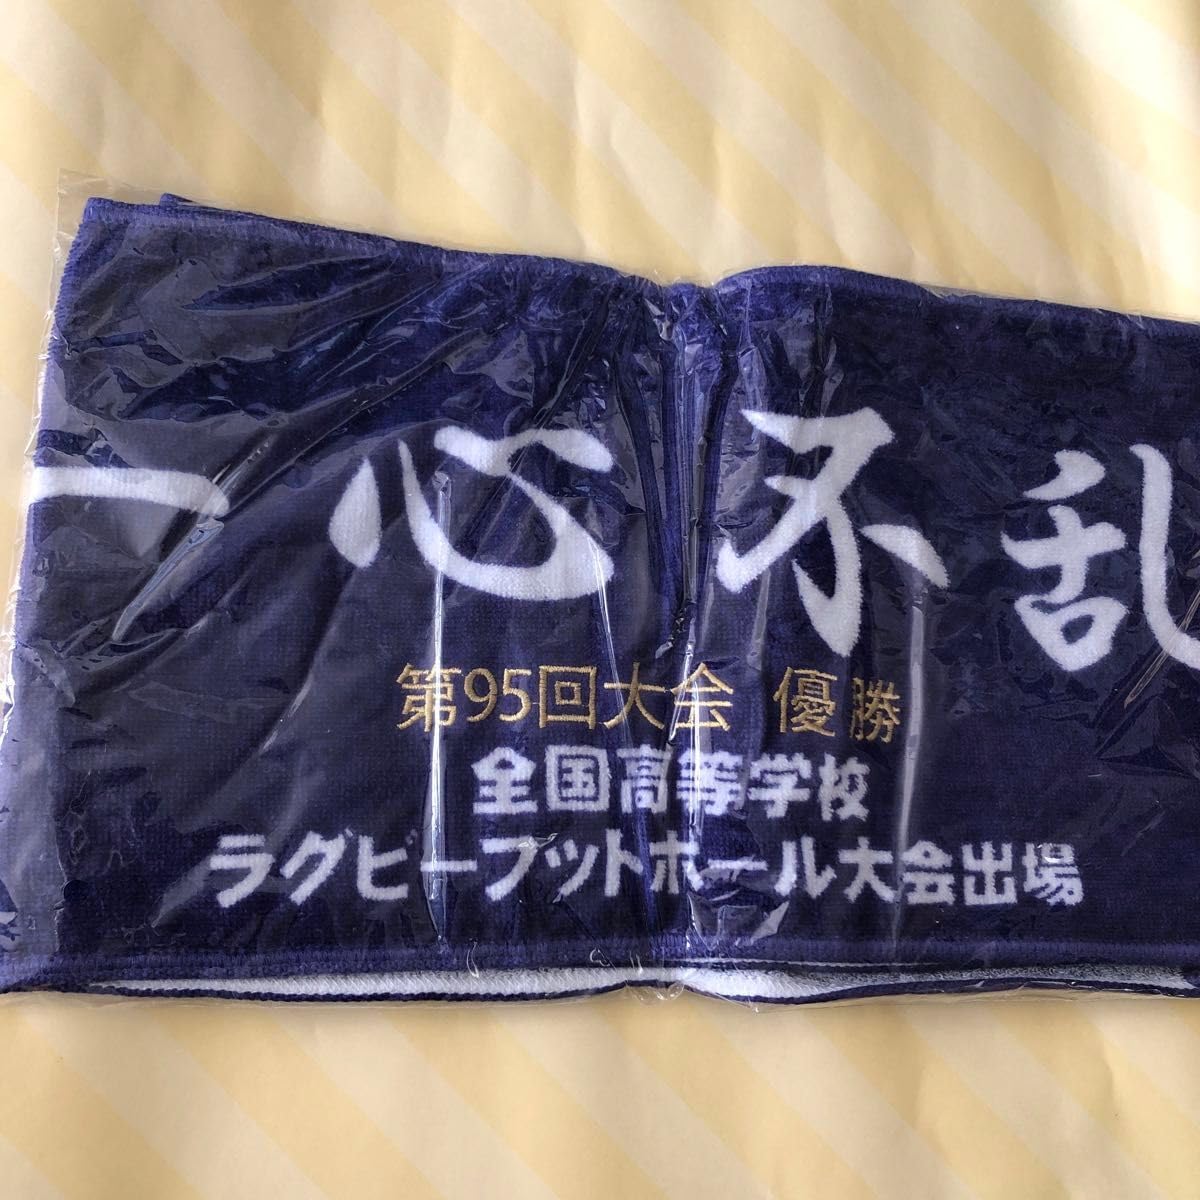 一心不乱
第95回大会 優勝
全国高等学校
ラグビーフットボール大会出場